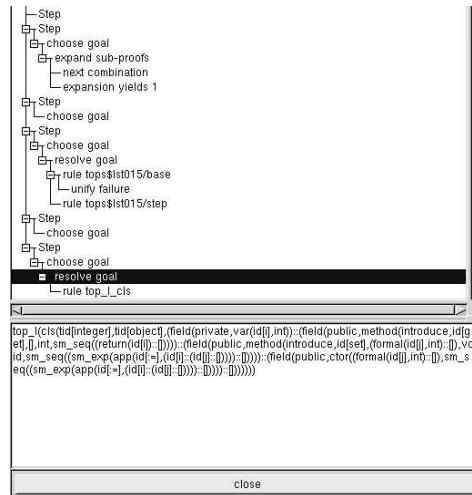 Step
Step
choose goal
expand sub-proofs
next combination
expansion yields 1
Step
choose goal
Step
choose goal
resolve goal
rule tops$lst015/base
unify failure
rule tops$lst015/step
Step
choose goal
Step
choose goal
resolve goal
rule top_l_cls
top_l(cls(tid[integer],tid[object],(field(private,var(id[i],int))::(field(public,method(introduce,id[g
et],[],int,sm_seq((return(id[i])::[]))))::(field(public,method(introduce,id[set],(formal(id[j],int)::[]),vo
id,sm_seq((sm_exp(app(id[:=],(id[i]::(id[j]::[]))))::[])))::(field(public,ctor((formal(id[j],int)::[]),sm_s
eq((sm_exp(app(id[:=],(id[i]::(id[j]::[]))))::[]))))::[]))))))
close